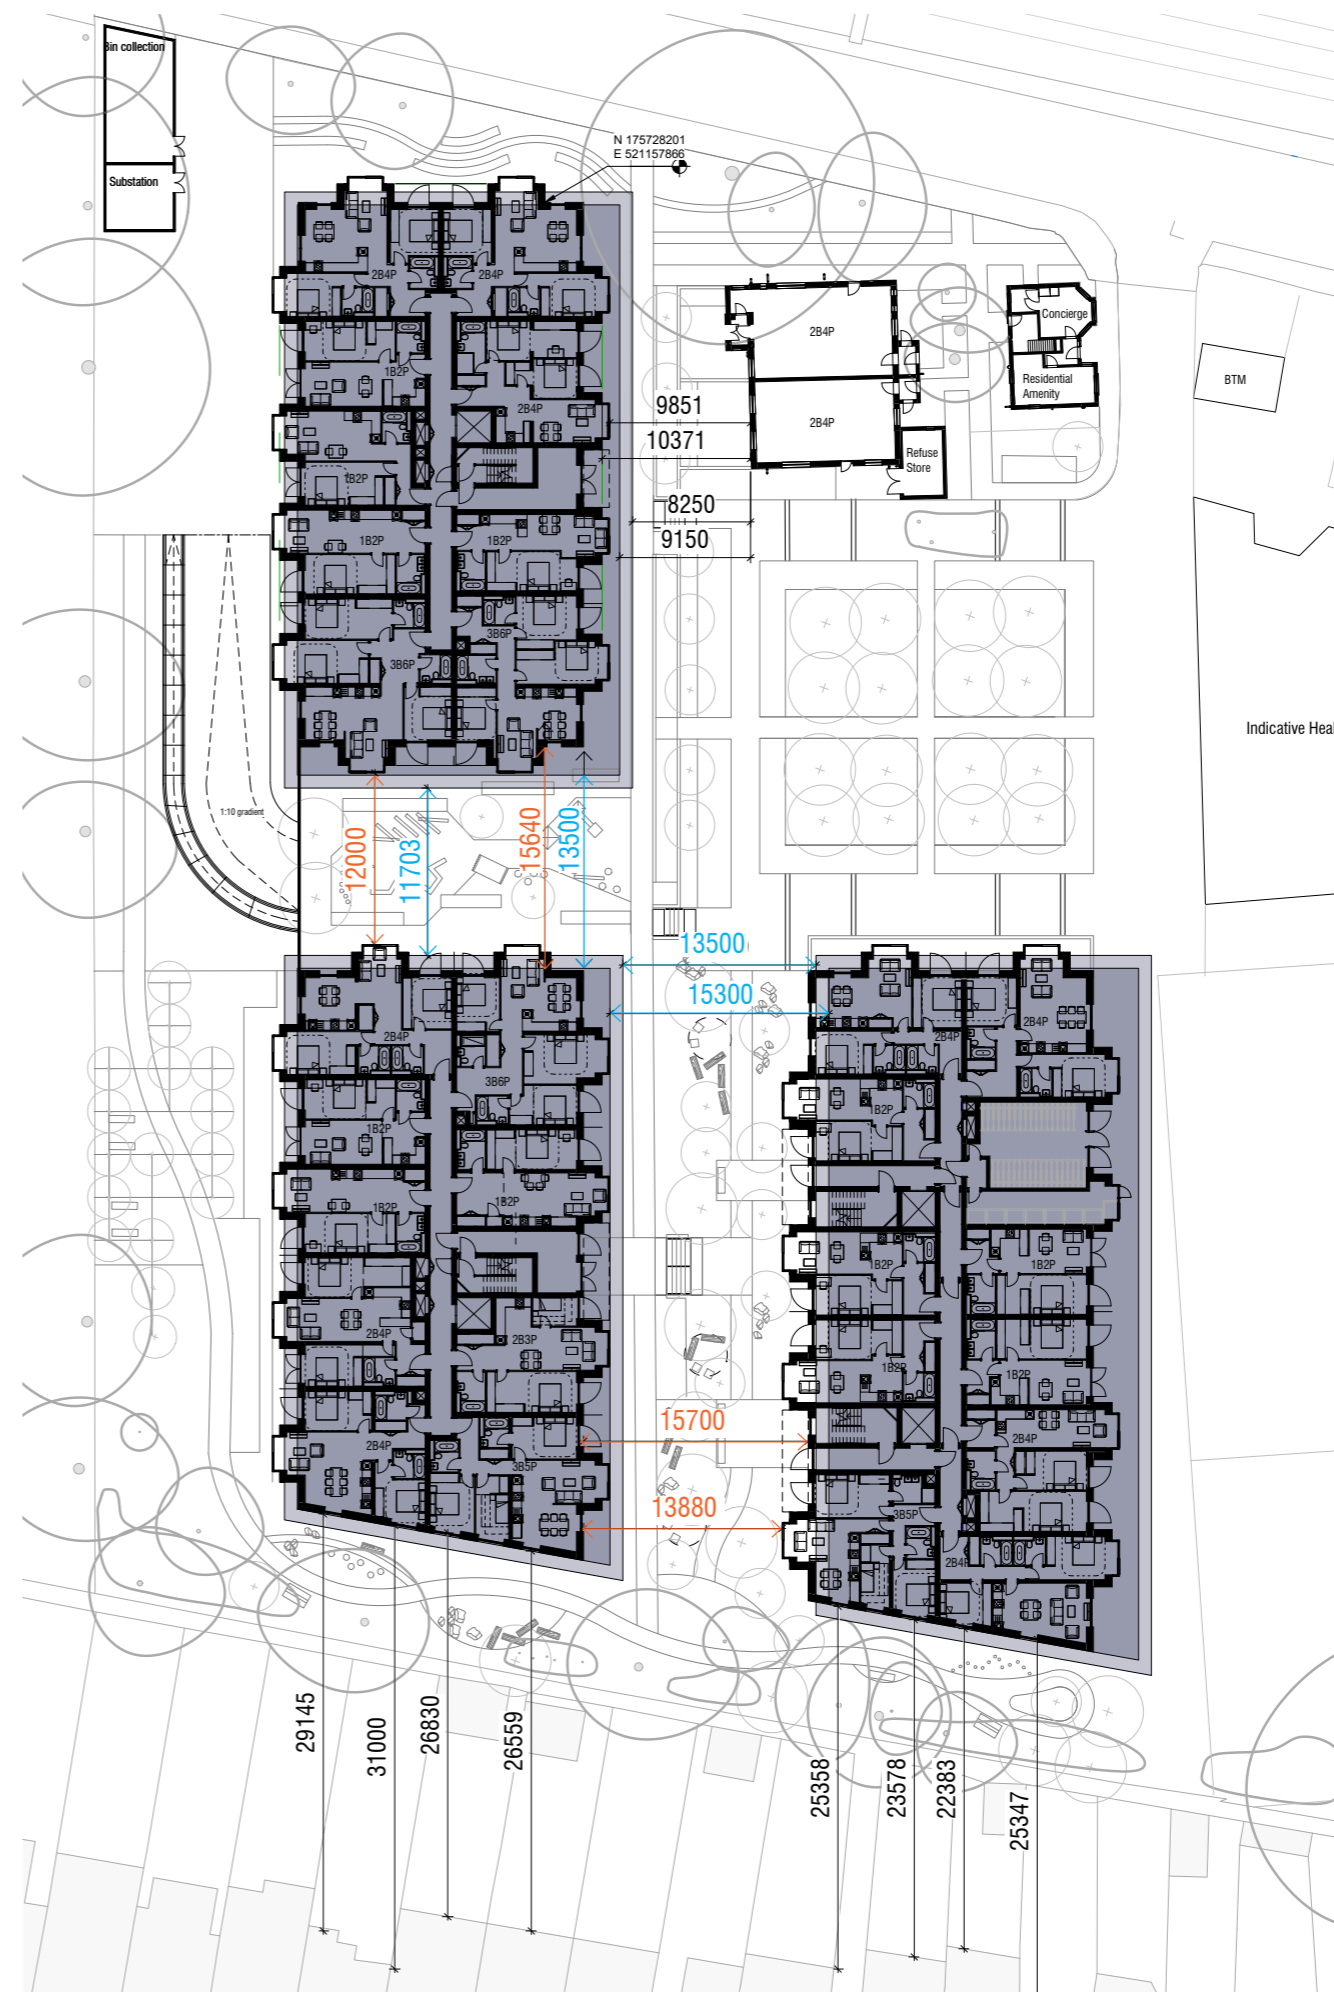 Bin collection
Substation
N 175728201
E 521157866
2B4P
2B4P
1B2P
2B4P
1B2P
1B2P
1B2P
3B6P
3B6P
2B4P
2B4P
Concierge
Residential
Amenity
Refuse
Store
BTM
9851
10371
8250
9150
Indicative Heal
1:10 gradient
12000
11703
15640
13500
13500
15300
2B4P
3B6P
1B2P
1B2P
1B2P
2B4P
2B3P
2B4P
3B5P
2B4P
2B4P
1B2P
1B2P
1B2P
1B2P
1B2P
2B4P
3B5P
2B4P
15700
13880
29145
31000
26830
26559
25358
23578
22383
25347